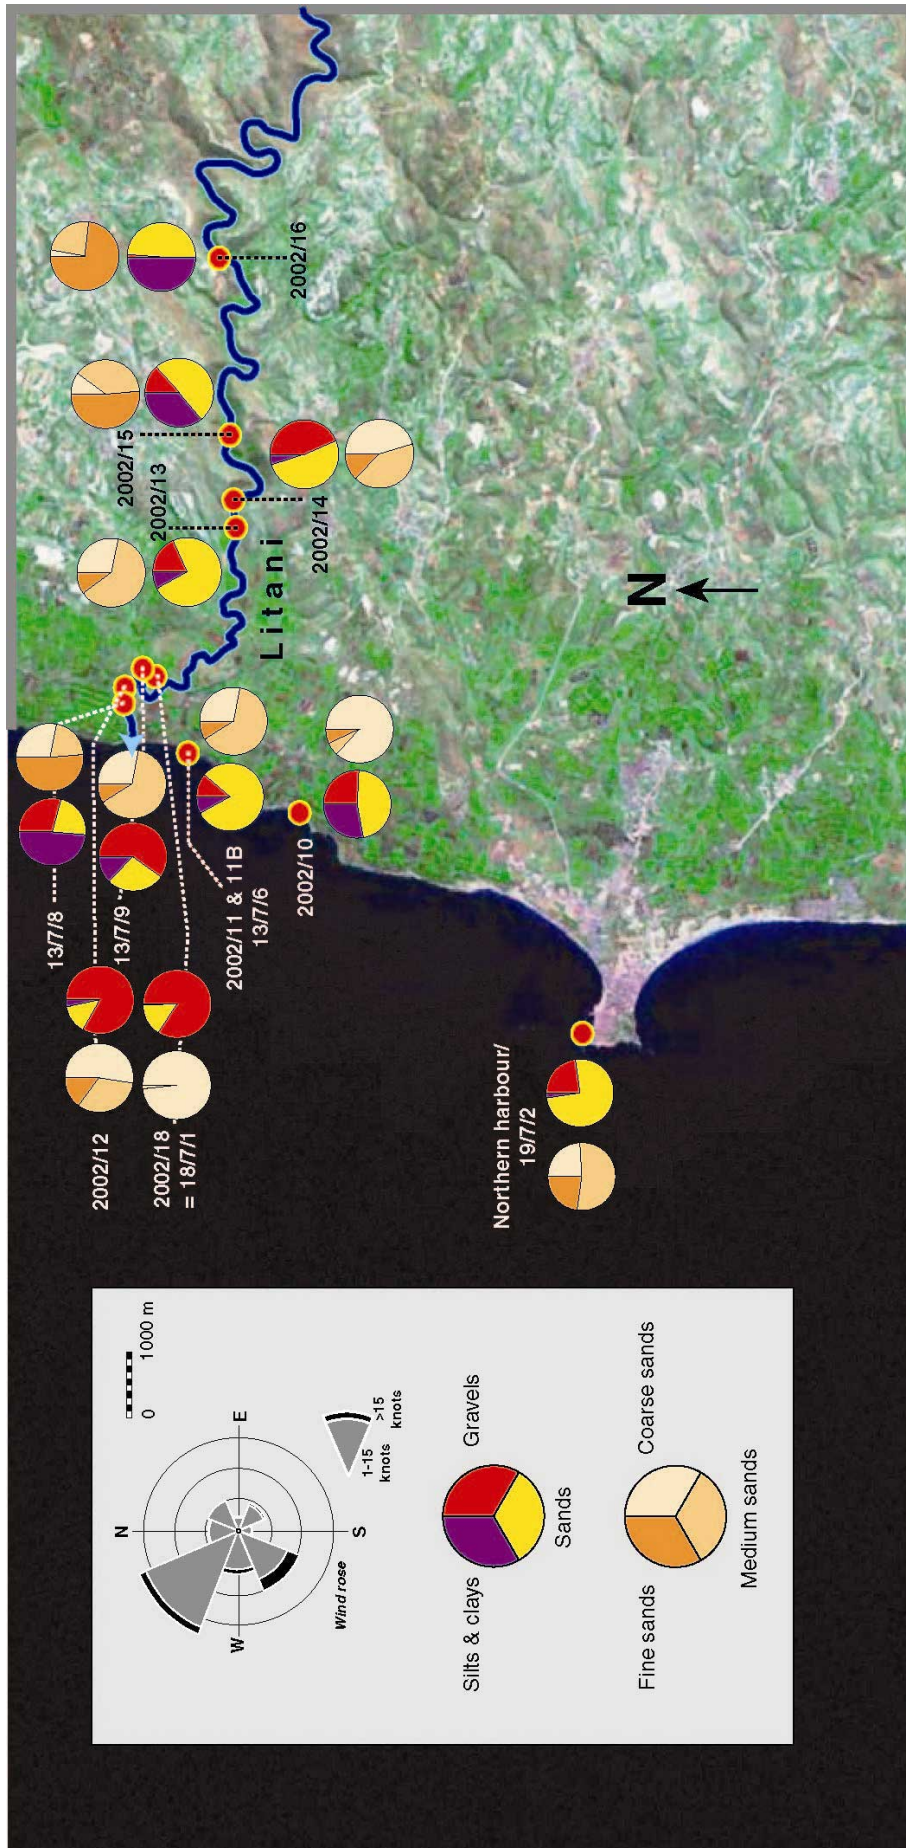 13/7/8
13/7/9
2002/12
2002/18
= 18/7/1
2002/11 & 11B
13/7/6
2002/10
2002/13
2002/15
2002/14
2002/16
Litani
N
Northern harbour/
19/7/2
N
E
S
W
Wind rose
0
1000 m
1-15
knots
>15
knots
Silts & clays
Gravels
Sands
Fine sands
Coarse sands
Medium sands